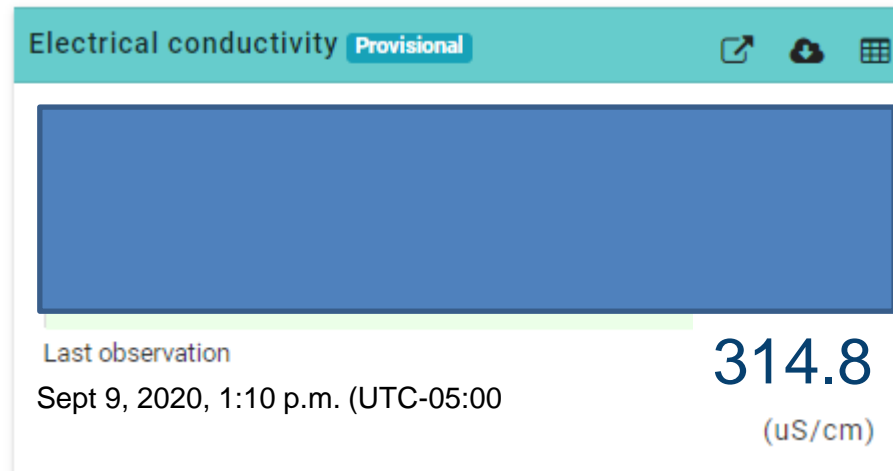 Electrical conductivity Provisional
Last observation
314.8
Sept 9, 2020, 1:10 p.m. (UTC-05:00
(uS/cm)